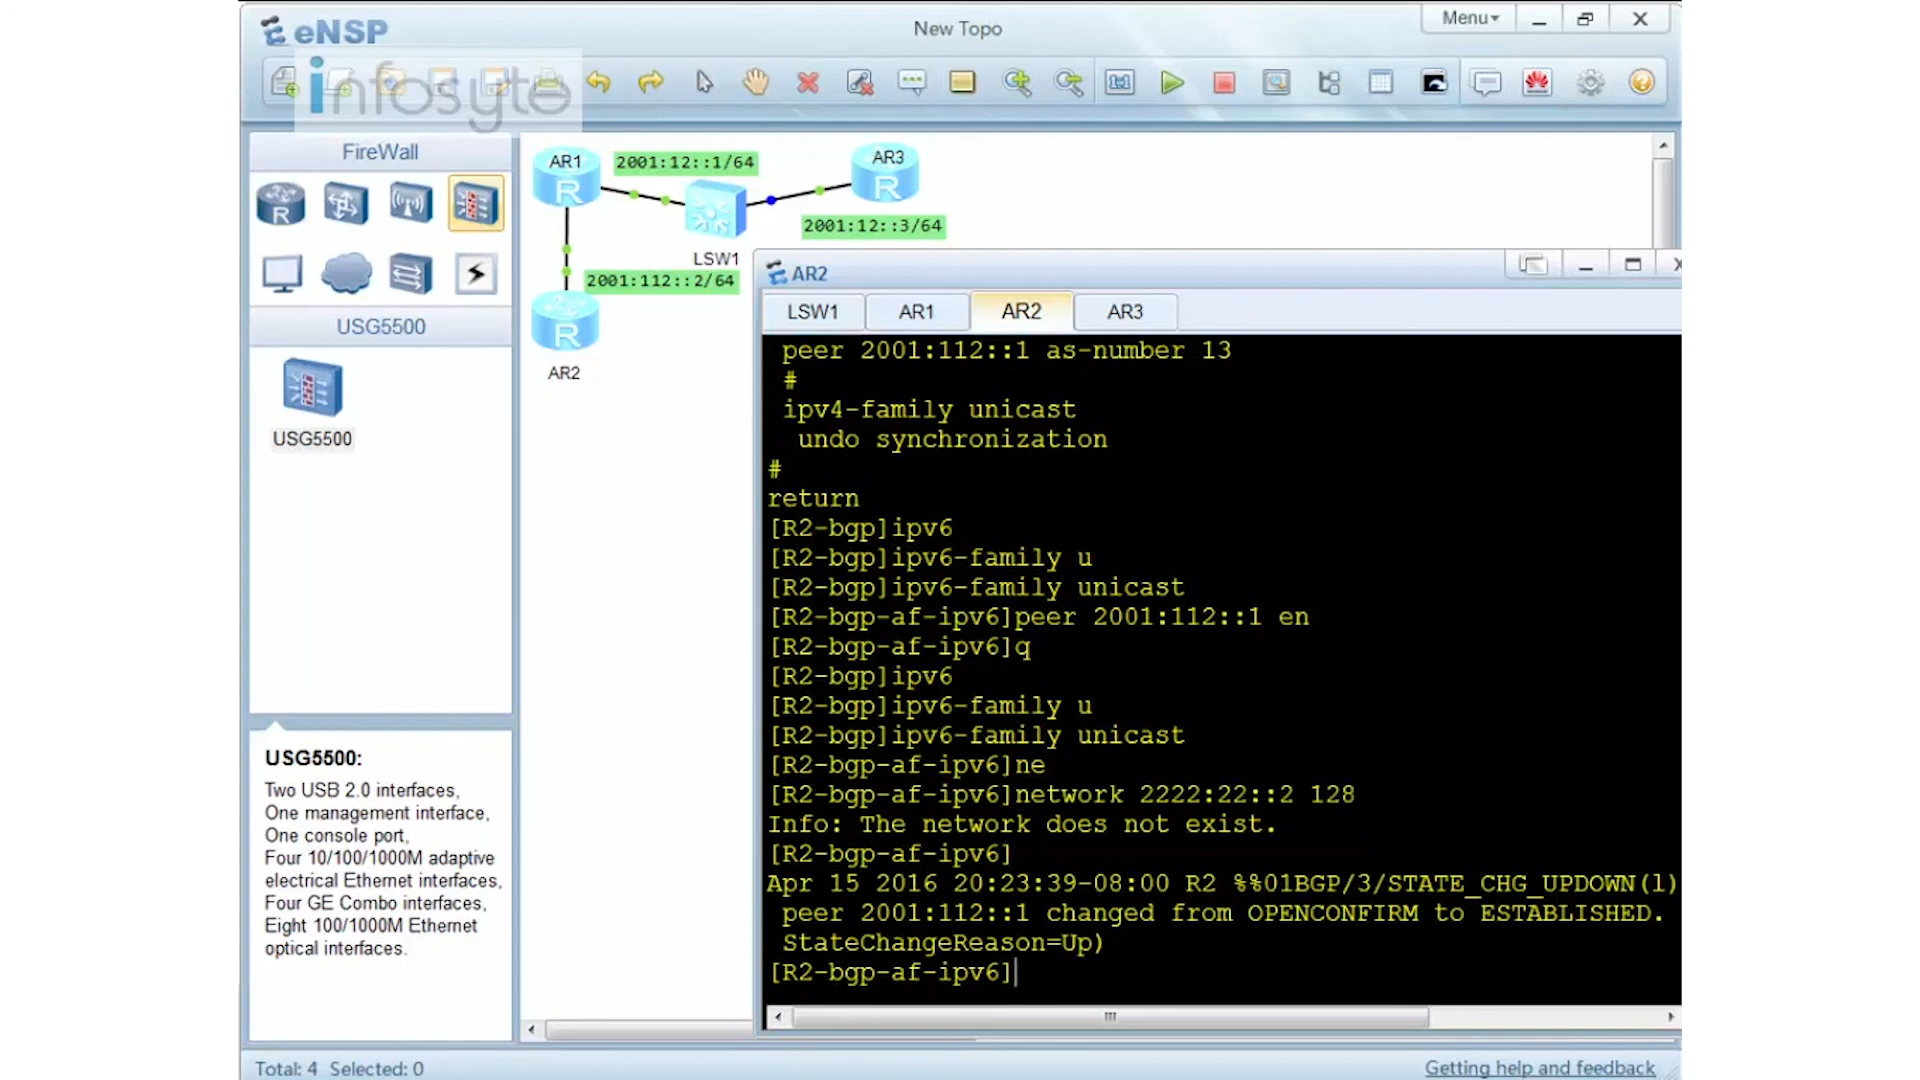 eNSP
New Topo
Menu
infosyte
FireWall
USG5500
USG5500
USG5500:
Two USB 2.0 interfaces,
One management interface,
One console port,
Four 10/100/1000M adaptive
electrical Ethernet interfaces,
Four GE Combo interfaces,
Eight 100/1000M Ethernet
optical interfaces.
AR1
R
2001:12::1/64
AR3
R
2001:12::3/64
LSW1
2001:112::2/64
R
AR2
AR2
LSW1
AR1
AR2
AR3
peer 2001:112::1 as-number 13
#
ipv4-family unicast
undo synchronization
#
return
[R2-bgp]ipv6
[R2-bgp]ipv6-family u
[R2-bgp]ipv6-family unicast
[R2-bgp-af-ipv6]peer 2001:112::1 en
[R2-bgp-af-ipv6]q
[R2-bgp]ipv6
[R2-bgp]ipv6-family u
[R2-bgp]ipv6-family unicast
[R2-bgp-af-ipv6]ne
[R2-bgp-af-ipv6]network 2222:22::2 128
Info: The network does not exist.
[R2-bgp-af-ipv6]
Apr 15 2016 20:23:39-08:00 R2 %%01BGP/3/STATE_CHG_UPDOWN(l)
peer 2001:112::1 changed from OPENCONFIRM to ESTABLISHED.
StateChangeReason=Up)
[R2-bgp-af-ipv6]
Total: 4 Selected: 0
Getting help and feedback